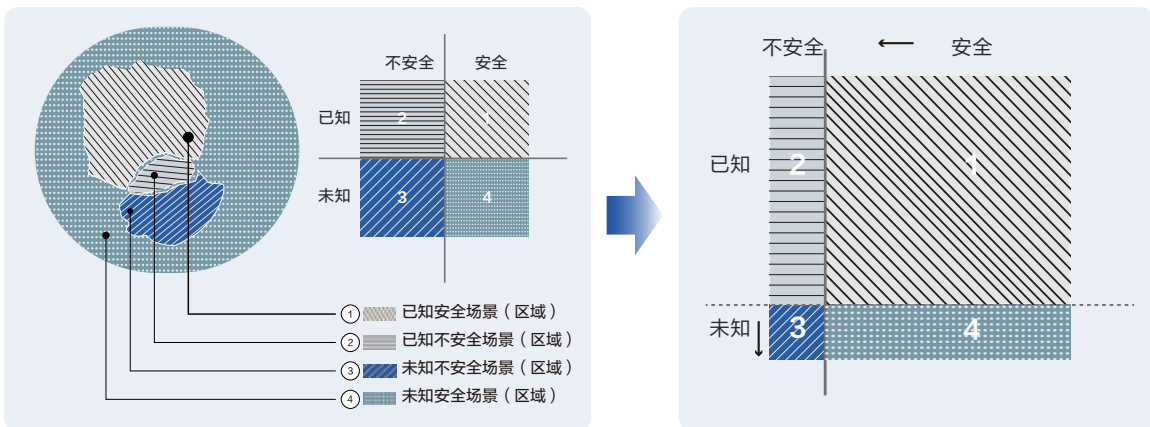 不安全 安全
已知 2 1
未知 3 4
1 已知安全场景（区域）
2 已知不安全场景（区域）
3 未知不安全场景（区域）
4 未知安全场景（区域）
不安全 ← 安全
已知 2 1
未知 ↓ 3 4